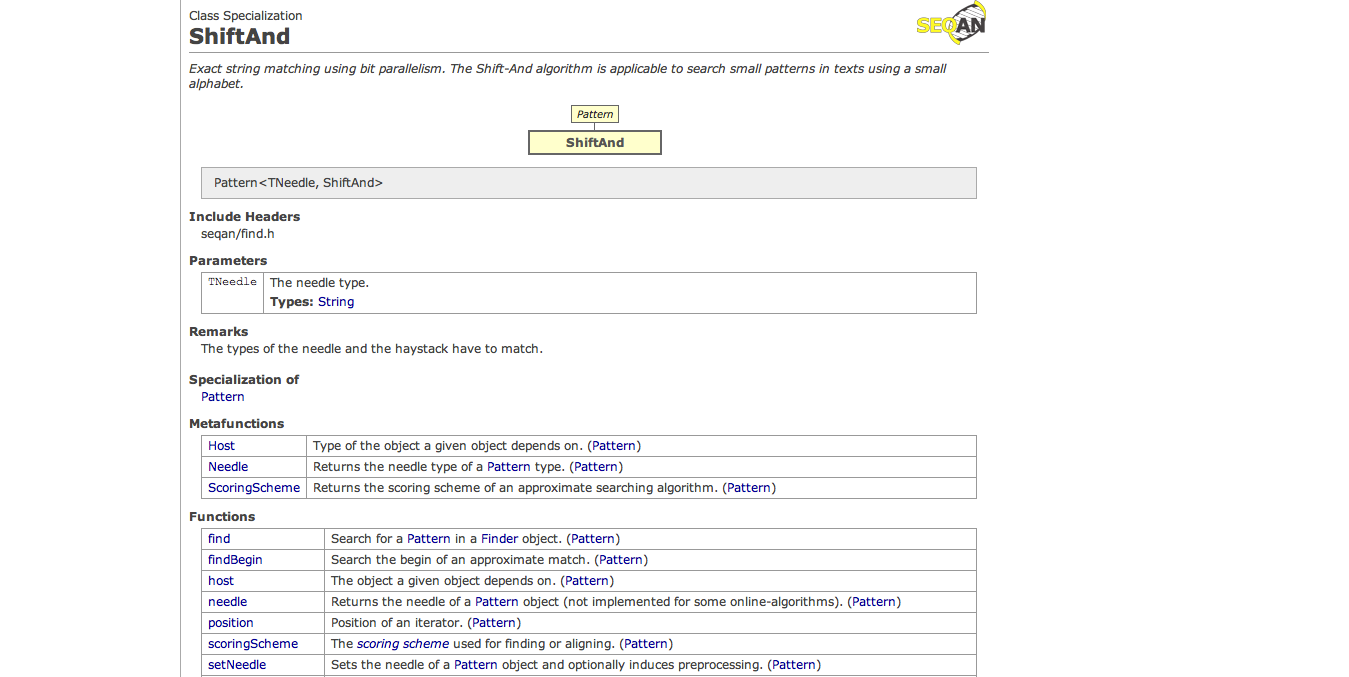 Class Specialization
ShiftAnd
SEQAN
Exact string matching using bit parallelism. The Shift-And algorithm is applicable to search small patterns in texts using a small
alphabet.
Pattern
ShiftAnd
Pattern<TNeedle, ShiftAnd>
Include Headers
seqan/find.h
Parameters
TNeedle The needle type.
Types: String
Remarks
The types of the needle and the haystack have to match.
Specialization of
Pattern
Metafunctions
Host Type of the object a given object depends on. (Pattern)
Needle Returns the needle type of a Pattern type. (Pattern)
ScoringScheme Returns the scoring scheme of an approximate searching algorithm. (Pattern)
Functions
find Search for a Pattern in a Finder object. (Pattern)
findBegin Search the begin of an approximate match. (Pattern)
host The object a given object depends on. (Pattern)
needle Returns the needle of a Pattern object (not implemented for some online-algorithms). (Pattern)
position Position of an iterator. (Pattern)
scoringScheme The scoring scheme used for finding or aligning. (Pattern)
setNeedle Sets the needle of a Pattern object and optionally induces preprocessing. (Pattern)